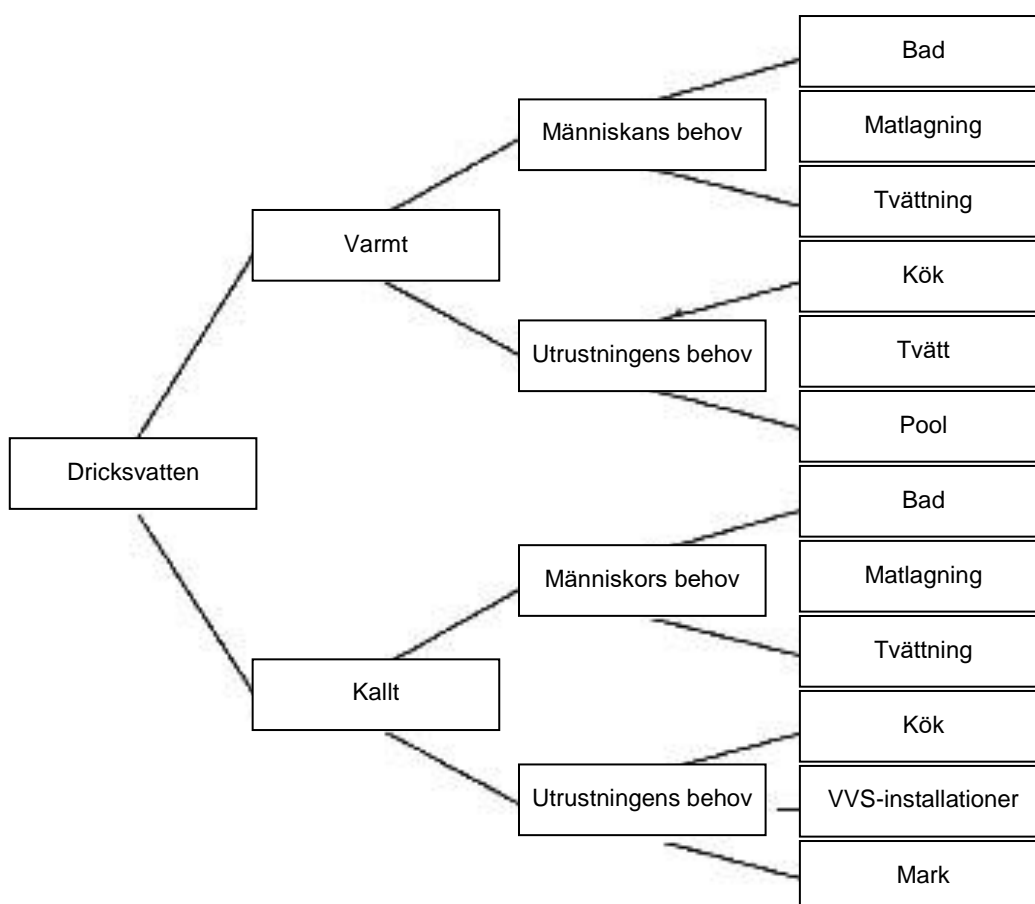 Bad
Människans behov
Matlagning
Tvättning
Varmt
Kök
Utrustningens behov
Tvätt
Pool
Dricksvatten
Bad
Människors behov
Matlagning
Tvättning
Kallt
Kök
Utrustningens behov
VVS-installationer
Mark